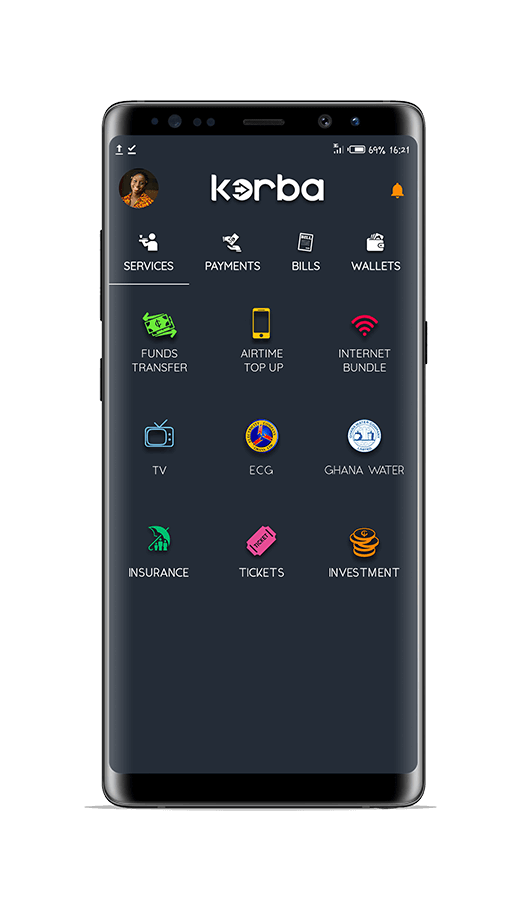 69% 16:21
korba
SERVICES
PAYMENTS
BILLS
WALLETS
FUNDS
TRANSFER
AIRTIME
TOP UP
INTERNET
BUNDLE
TV
ECG
GHANA WATER
INSURANCE
TICKET
TICKETS
INVESTMENT